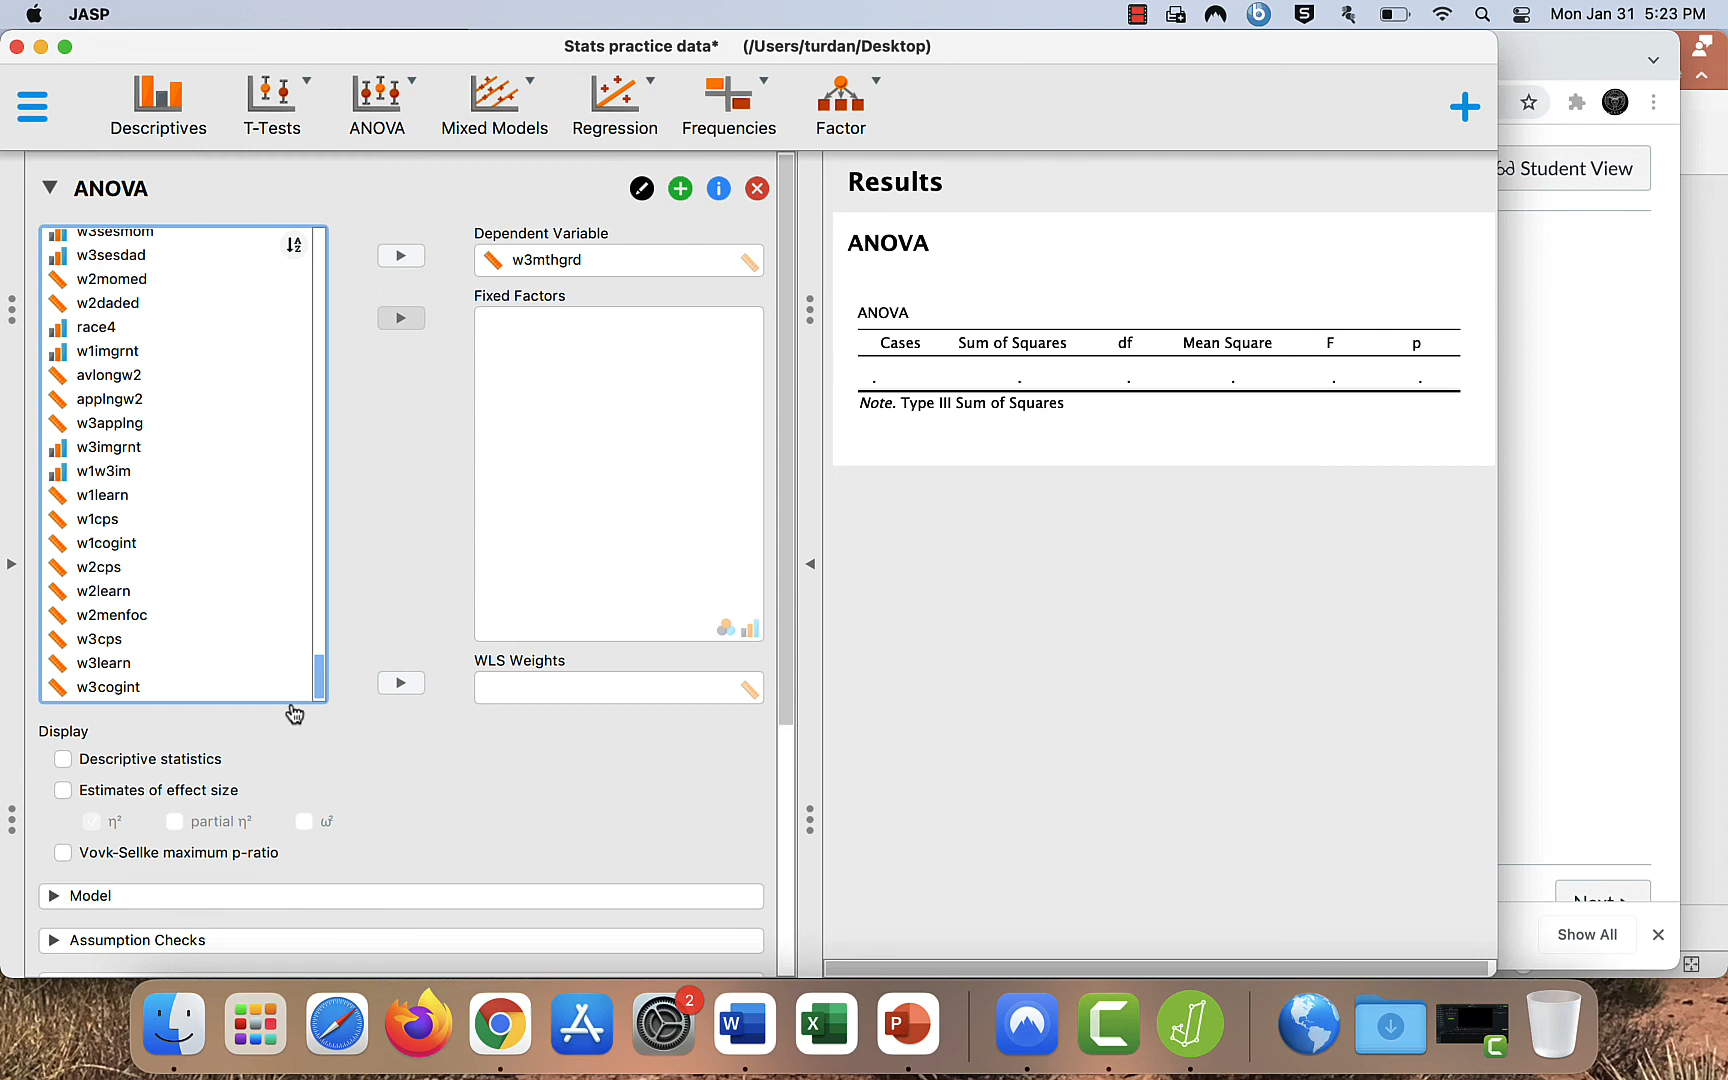 JASP
Mon Jan 31 5:23 PM
Stats practice data* (/Users/turdan/Desktop)
Descriptives
T-Tests
ANOVA
Mixed Models
Regression
Frequencies
Factor
Student View
ANOVA
w3sesmom
w3sesdad
w2momed
w2daded
race4
w1imgrnt
avlongw2
applngw2
w3applng
w3imgrnt
w1w3im
w1learn
w1cps
w1cogint
w2cps
w2learn
w2menfoc
w3cps
w3learn
w3cogint
Dependent Variable
w3mthgrd
Fixed Factors
WLS Weights
Display
Descriptive statistics
Estimates of effect size
η² partial η² ω²
Vovk-Sellke maximum p-ratio
Model
Assumption Checks
Results
ANOVA
ANOVA
Cases Sum of Squares df Mean Square F p
. . . . . .
Note. Type III Sum of Squares
Next
Show All
2
W
X
P